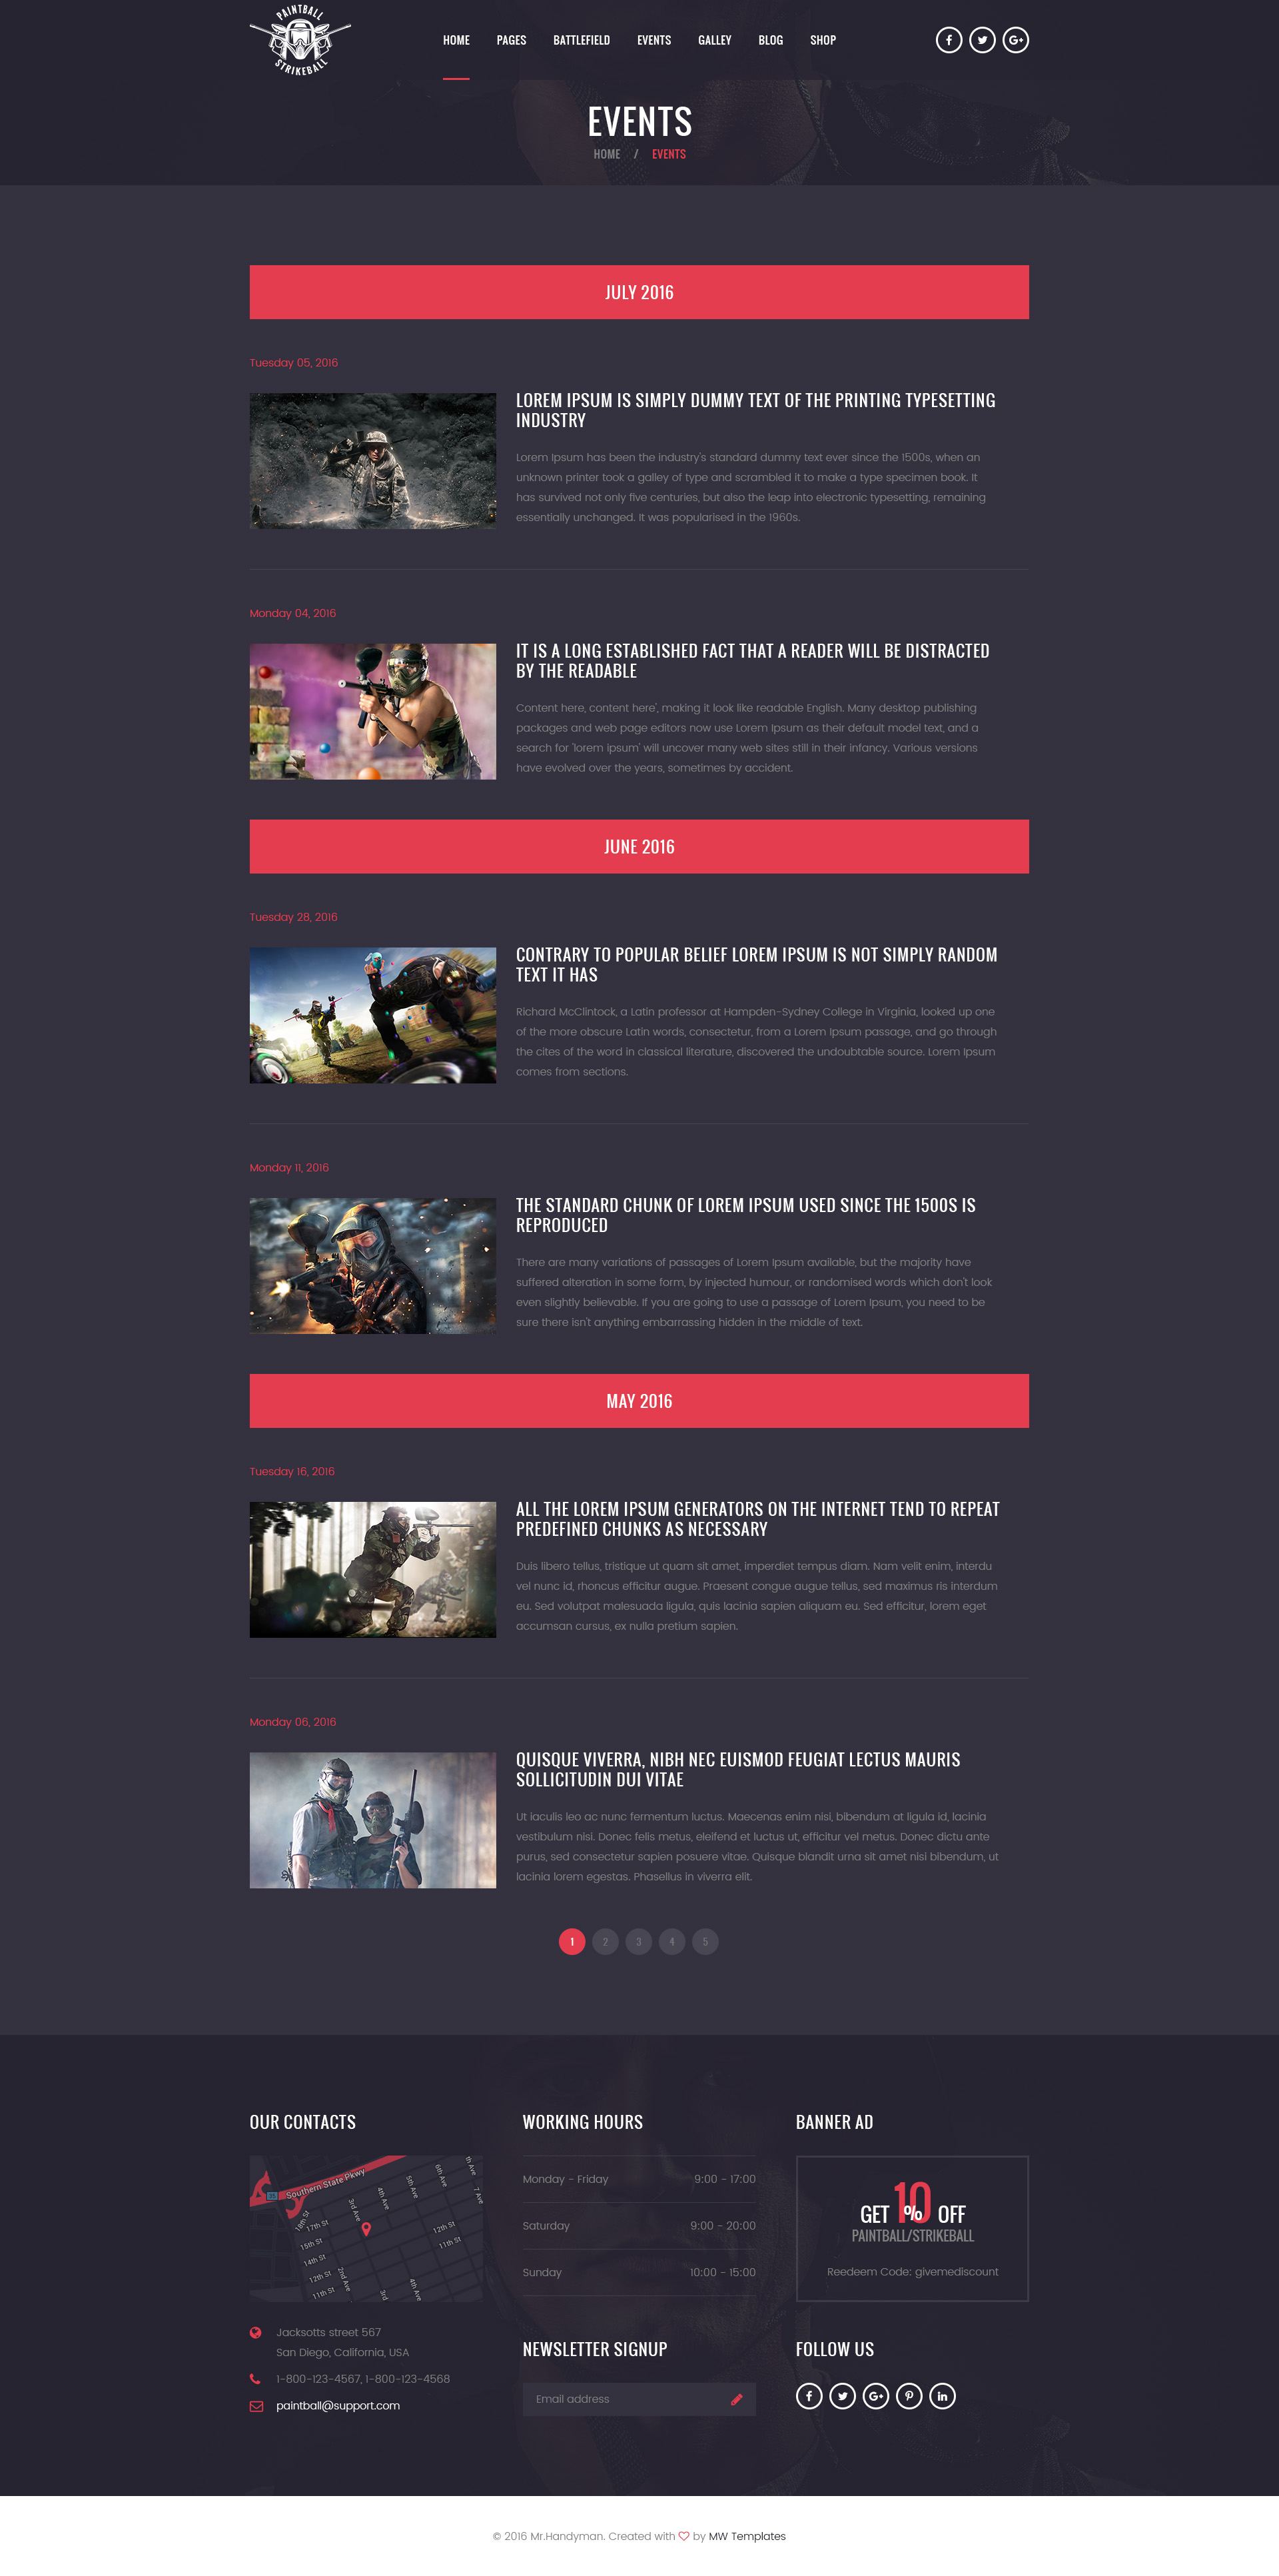 PAINTBALL
STRIKEBALL
HOME PAGES BATTLEFIELD EVENTS GALLEY BLOG SHOP
EVENTS
HOME / EVENTS
JULY 2016
Tuesday 05, 2016
LOREM IPSUM IS SIMPLY DUMMY TEXT OF THE PRINTING TYPESETTING
INDUSTRY
Lorem Ipsum has been the industry's standard dummy text ever since the 1500s, when an
unknown printer took a galley of type and scrambled it to make a type specimen book. It
has survived not only five centuries, but also the leap into electronic typesetting, remaining
essentially unchanged. It was popularised in the 1960s.
Monday 04, 2016
IT IS A LONG ESTABLISHED FACT THAT A READER WILL BE DISTRACTED
BY THE READABLE
Content here, content here', making it look like readable English. Many desktop publishing
packages and web page editors now use Lorem Ipsum as their default model text, and a
search for 'lorem ipsum' will uncover many web sites still in their infancy. Various versions
have evolved over the years, sometimes by accident.
JUNE 2016
Tuesday 28, 2016
CONTRARY TO POPULAR BELIEF LOREM IPSUM IS NOT SIMPLY RANDOM
TEXT IT HAS
Richard McClintock, a Latin professor at Hampden-Sydney College in Virginia, looked up one
of the more obscure Latin words, consectetur, from a Lorem Ipsum passage, and go through
the cites of the word in classical literature, discovered the undoubtable source. Lorem Ipsum
comes from sections.
Monday 11, 2016
THE STANDARD CHUNK OF LOREM IPSUM USED SINCE THE 1500S IS
REPRODUCED
There are many variations of passages of Lorem Ipsum available, but the majority have
suffered alteration in some form, by injected humour, or randomised words which don't look
even slightly believable. If you are going to use a passage of Lorem Ipsum, you need to be
sure there isn't anything embarrassing hidden in the middle of text.
MAY 2016
Tuesday 16, 2016
ALL THE LOREM IPSUM GENERATORS ON THE INTERNET TEND TO REPEAT
PREDEFINED CHUNKS AS NECESSARY
Duis libero tellus, tristique ut quam sit amet, imperdiet tempus diam. Nam velit enim, interdu
vel nunc id, rhoncus efficitur augue. Praesent congue augue tellus, sed maximus ris interdum
eu. Sed volutpat malesuada ligula, quis lacinia sapien aliquam eu. Sed efficitur, lorem eget
accumsan cursus, ex nulla pretium sapien.
Monday 06, 2016
QUISQUE VIVERRA, NIBH NEC EUISMOD FEUGIAT LECTUS MAURIS
SOLLICITUDIN DUI VITAE
Ut iaculis leo ac nunc fermentum luctus. Maecenas enim nisi, bibendum at ligula id, lacinia
vestibulum nisi. Donec felis metus, eleifend et luctus ut, efficitur vel metus. Donec dictu ante
purus, sed consectetur sapien posuere vitae. Quisque blandit urna sit amet nisi bibendum, ut
lacinia lorem egestas. Phasellus in viverra elit.
1 2 3 4 5
OUR CONTACTS
Southern State Pkwy
18th St
17th St
15th St
14th St
12th St
11th St
2nd Ave
3rd Ave
4th Ave
5th Ave
6th Ave
th Ave
7 Ave
12th St
11th St
3rd
4th Ave
Jacksotts street 567
San Diego, California, USA
1-800-123-4567, 1-800-123-4568
paintball@support.com
WORKING HOURS
Monday - Friday 9:00 - 17:00
Saturday 9:00 - 20:00
Sunday 10:00 - 15:00
NEWSLETTER SIGNUP
Email address
BANNER AD
GET 10% OFF
PAINTBALL/STRIKEBALL
Reedeem Code: givemediscount
FOLLOW US
© 2016 Mr.Handyman. Created with by MW Templates